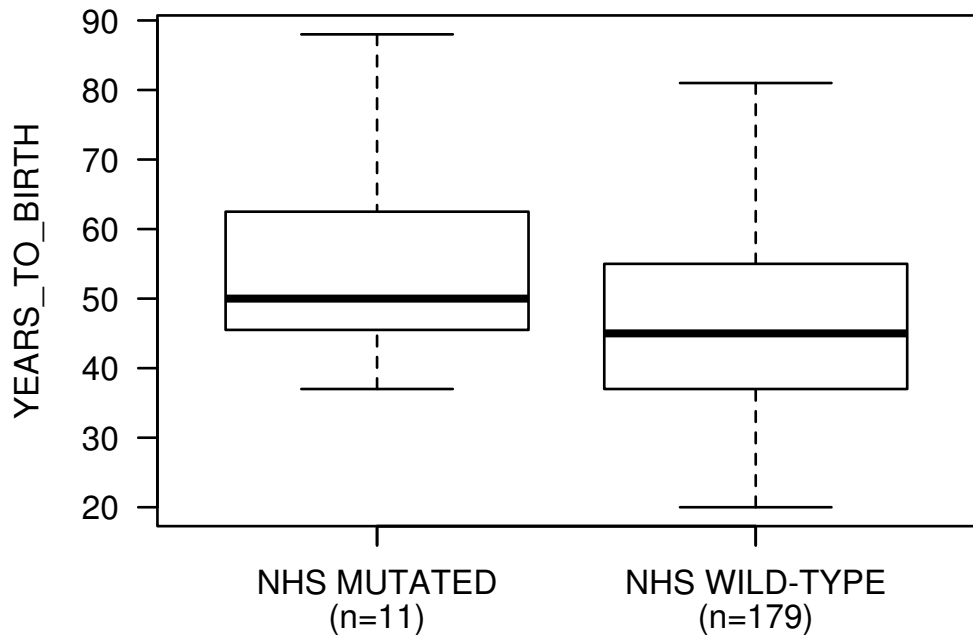 YEARS_TO_BIRTH
90
80
70
60
50
40
30
20
NHS MUTATED
(n=11)
NHS WILD-TYPE
(n=179)